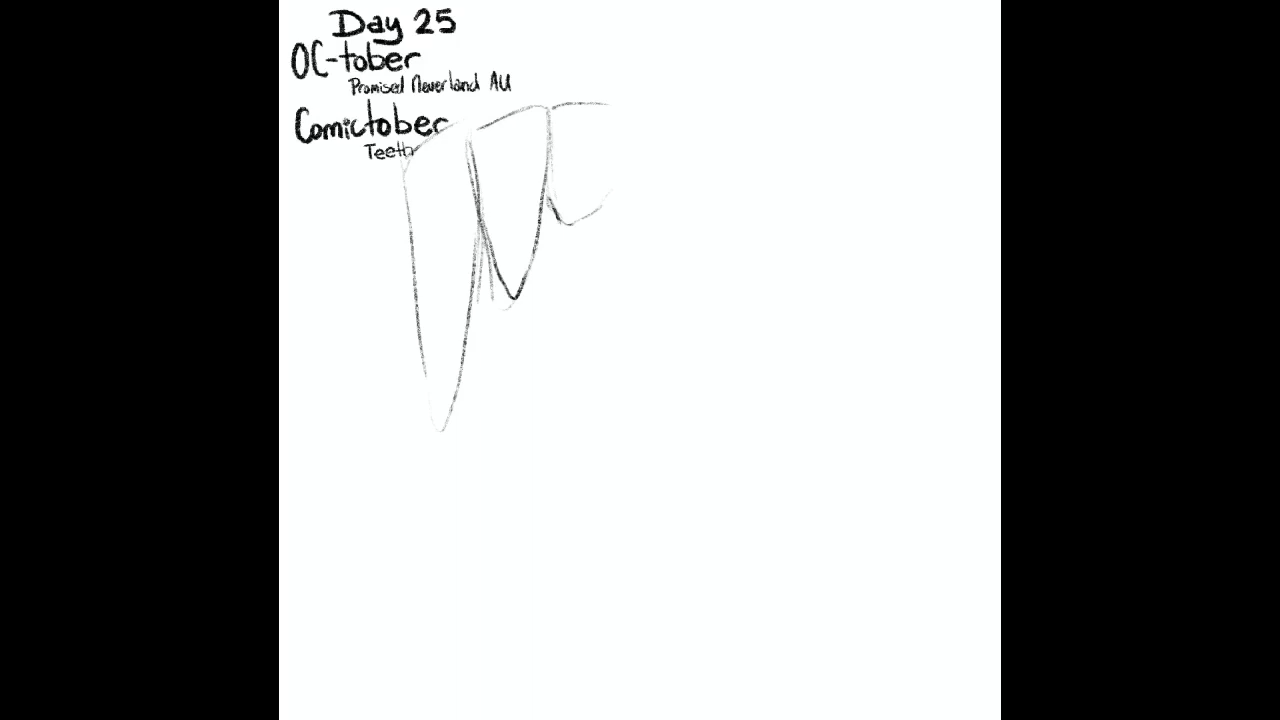 Day 25
OC-tober
Promised Neverland AU
Comictober
Teeth